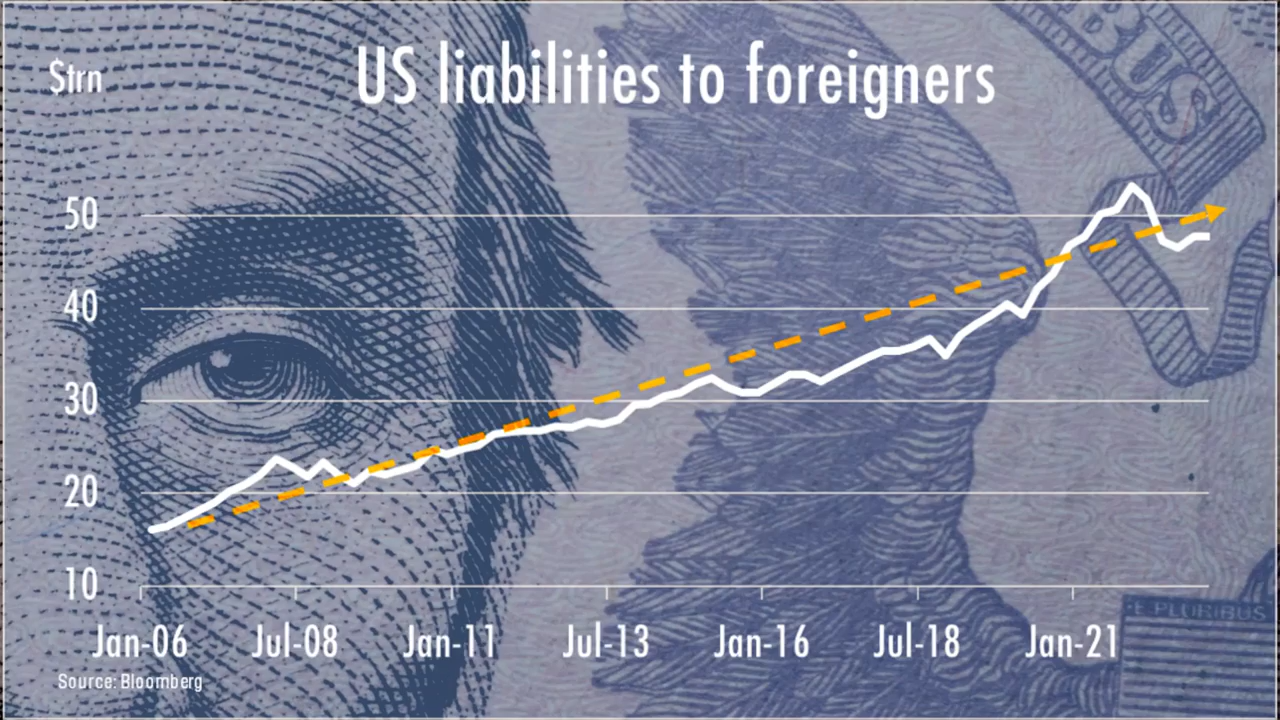 US liabilities to foreigners
$trn
50
40
30
20
10
Jan-06 Jul-08 Jan-11 Jul-13 Jan-16 Jul-18 Jan-21
Source: Bloomberg
BUS
E PLURIBUS